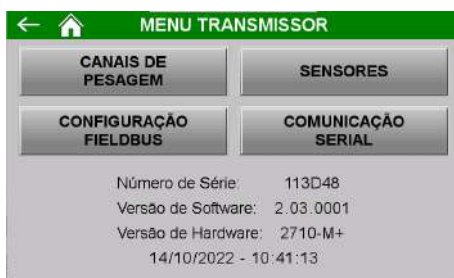 MENU TRANSMISSOR
CANAIS DE
PESAGEM
SENSORES
CONFIGURAÇÃO
FIELDBUS
COMUNICAÇÃO
SERIAL
Número de Série: 113D48
Versão de Software: 2.03.0001
Versão de Hardware: 2710-M+
14/10/2022 - 10:41:13